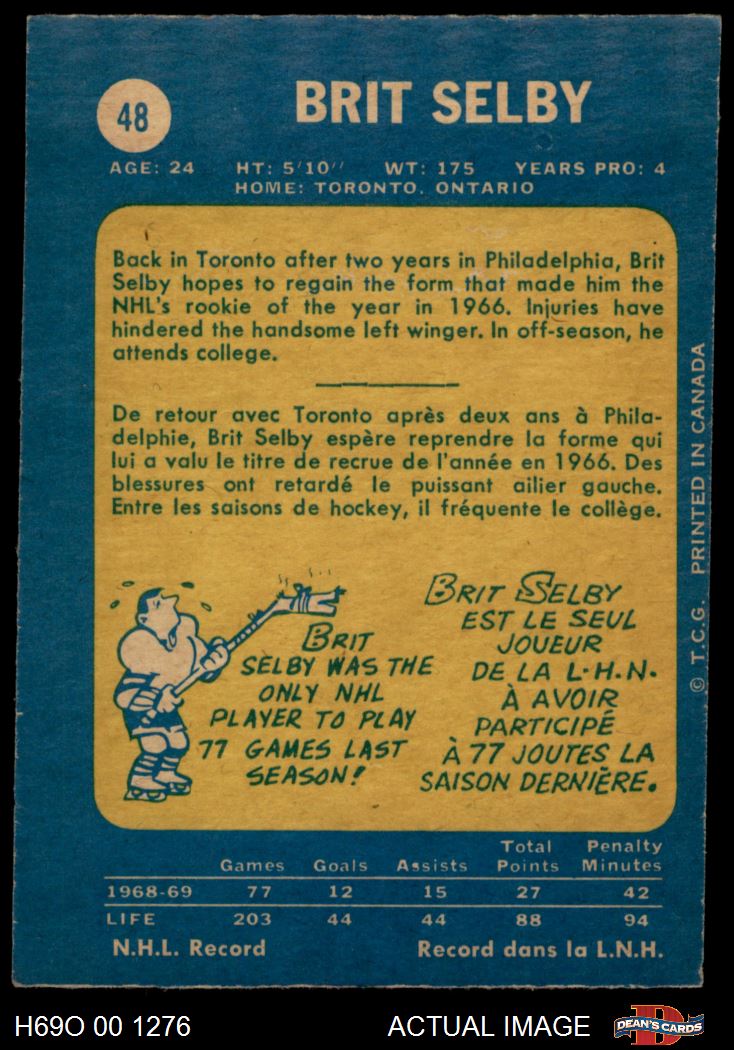 48
BRIT SELBY
AGE: 24 HT: 5'10'' WT: 175 YEARS PRO: 4
HOME: TORONTO, ONTARIO
Back in Toronto after two years in Philadelphia, Brit
Selby hopes to regain the form that made him the
NHL's rookie of the year in 1966. Injuries have
hindered the handsome left winger. In off-season, he
attends college.
De retour avec Toronto après deux ans à Phila-
delphie, Brit Selby espère reprendre la forme qui
lui a valu le titre de recrue de l'année en 1966. Des
blessures ont retardé le puissant ailier gauche.
Entre les saisons de hockey, il fréquente le collège.
BRIT
SELBY WAS THE
ONLY NHL
PLAYER TO PLAY
77 GAMES LAST
SEASON!
BRIT SELBY
EST LE SEUL
JOUEUR
DE LA L-H-N-
À AVOIR
PARTICIPÉ
À 77 JOUTES LA
SAISON DERNIÈRE.
© T.C.G. PRINTED IN CANADA
Games Goals Assists Total Points Penalty Minutes
1968-69 77 12 15 27 42
LIFE 203 44 44 88 94
N.H.L. Record Record dans la L.N.H.
H69O 00 1276 ACTUAL IMAGE DEAN'S CARDS